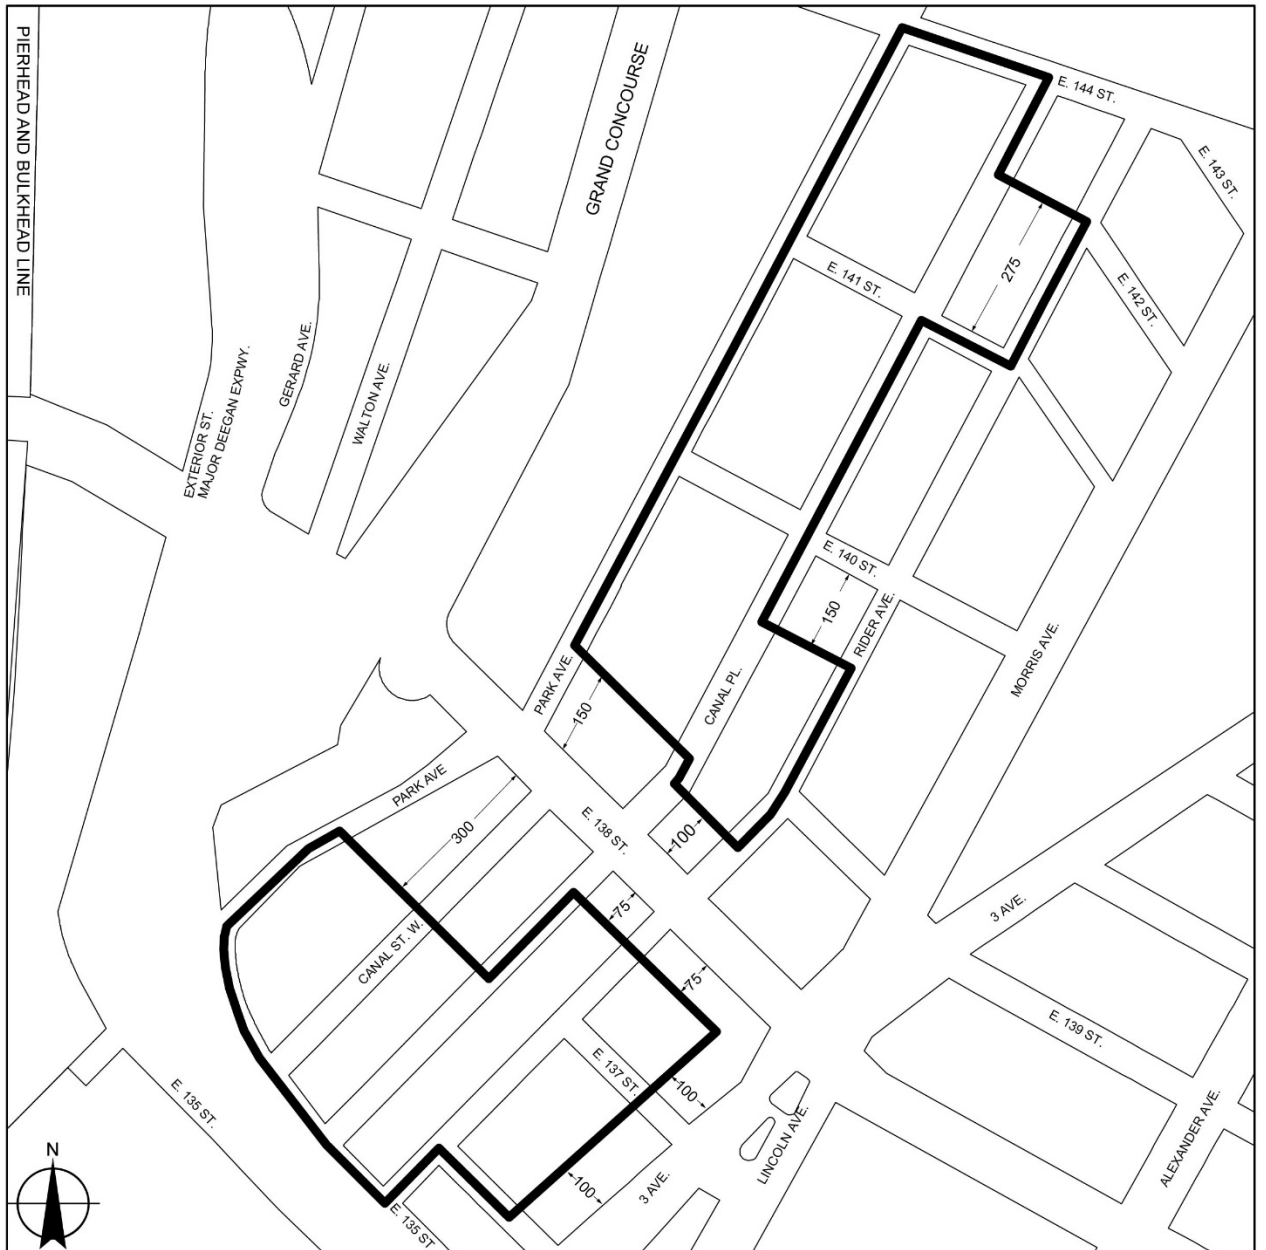 PIERHEAD AND BULKHEAD LINE
GRAND CONCOURSE
E. 144 ST.
E. 143 ST.
275
E. 141 ST.
E. 142 ST.
GERARD AVE.
WALTON AVE.
EXTERIOR ST.
MAJOR DEEGAN EXPWY.
E. 140 ST.
150
RIDER AVE.
MORRIS AVE.
PARK AVE.
CANAL PL.
150
PARK AVE
300
E. 138 ST.
100
3 AVE.
75
CANAL ST. W.
75
E. 139 ST.
E. 137 ST.
100
E. 135 ST.
LINCOLN AVE.
ALEXANDER AVE.
N
100
3 AVE.
E. 135 ST